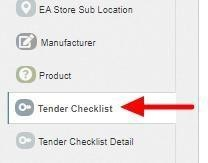 EA Store Sub Location
Manufacturer
Product
Tender Checklist
Tender Checklist Detail